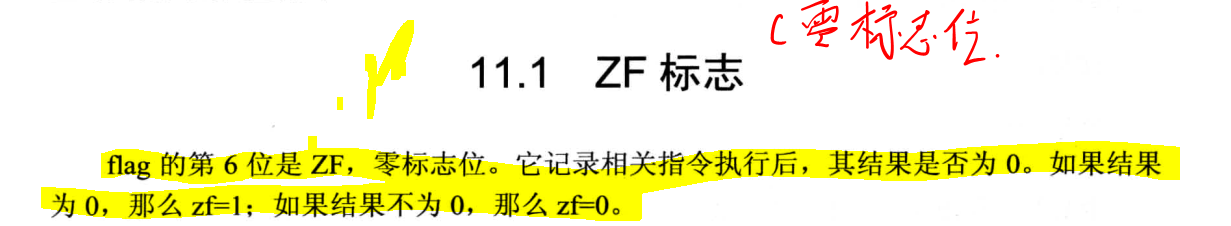 (零标志位.
11.1 ZF 标志
flag 的第 6 位是 ZF，零标志位。它记录相关指令执行后，其结果是否为 0。如果结果
为 0，那么 zf=1；如果结果不为 0，那么 zf=0。